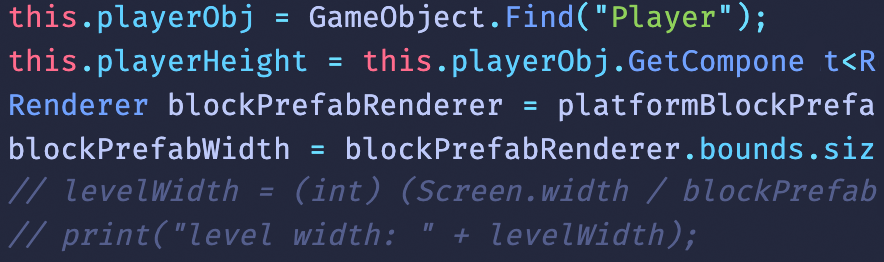 this.playerObj = GameObject.Find("Player");
this.playerHeight = this.playerObj.GetCompone t<R
Renderer blockPrefabRenderer = platformBlockPrefa
blockPrefabWidth = blockPrefabRenderer.bounds.siz
// levelWidth = (int) (Screen.width / blockPrefab
// print("level width: " + levelWidth);